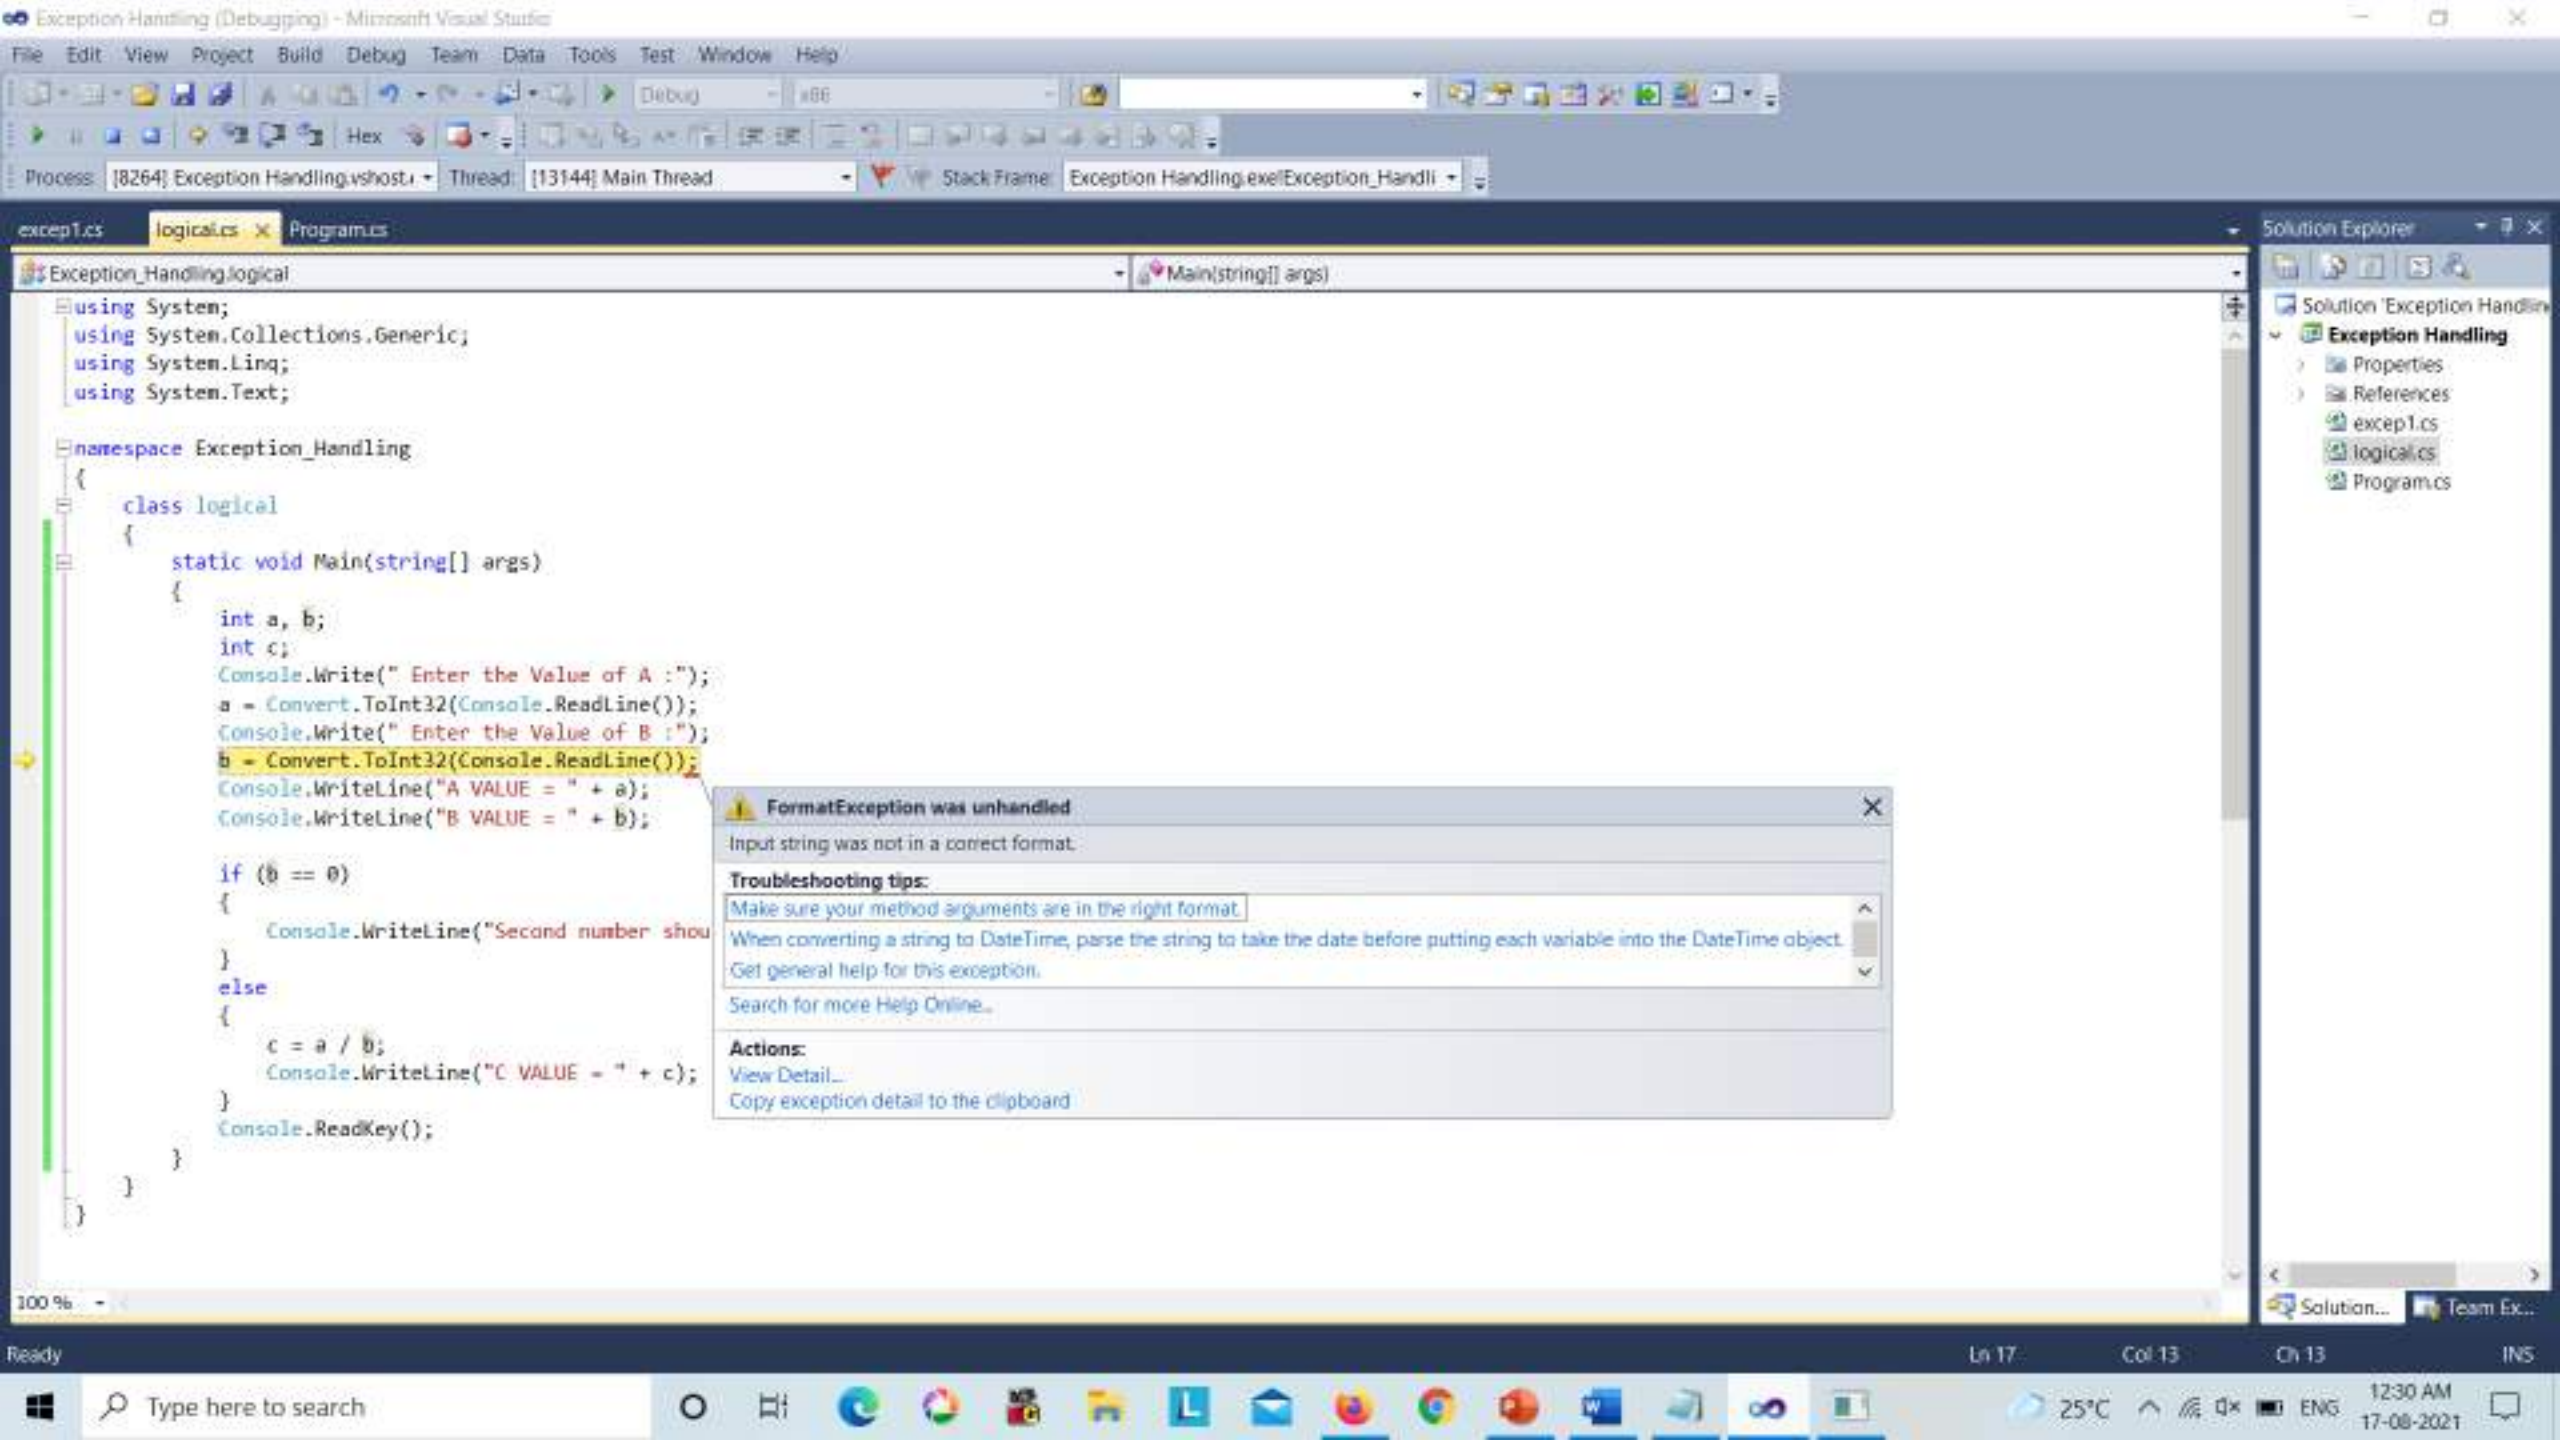 Exception Handling (Debugging) - Microsoft Visual Studio
File Edit View Project Build Debug Team Data Tools Test Window Help
Debug x86
Hex
Process: [8264] Exception Handling.vshost. Thread: [13144] Main Thread Stack Frame: Exception Handling.exe!Exception_Handli
excep1.cs logical.cs Program.cs
Exception_Handling.logical Main(string[] args)
using System;
using System.Collections.Generic;
using System.Linq;
using System.Text;
namespace Exception_Handling
{
class logical
{
static void Main(string[] args)
{
int a, b;
int c;
Console.Write(" Enter the Value of A :");
a = Convert.ToInt32(Console.ReadLine());
Console.Write(" Enter the Value of B :");
b = Convert.ToInt32(Console.ReadLine());
Console.WriteLine("A VALUE = " + a);
Console.WriteLine("B VALUE = " + b);
if (b == 0)
{
Console.WriteLine("Second number shou
}
else
{
c = a / b;
Console.WriteLine("C VALUE = " + c);
}
Console.ReadKey();
}
}
}
FormatException was unhandled
Input string was not in a correct format.
Troubleshooting tips:
Make sure your method arguments are in the right format.
When converting a string to DateTime, parse the string to take the date before putting each variable into the DateTime object.
Get general help for this exception.
Search for more Help Online...
Actions:
View Detail...
Copy exception detail to the clipboard
Solution Explorer
Solution 'Exception Handlin
Exception Handling
Properties
References
excep1.cs
logical.cs
Program.cs
100 %
Solution... Team Ex...
Ready Ln 17 Col 13 Ch 13 INS
Type here to search
25°C ENG 12:30 AM
17-08-2021